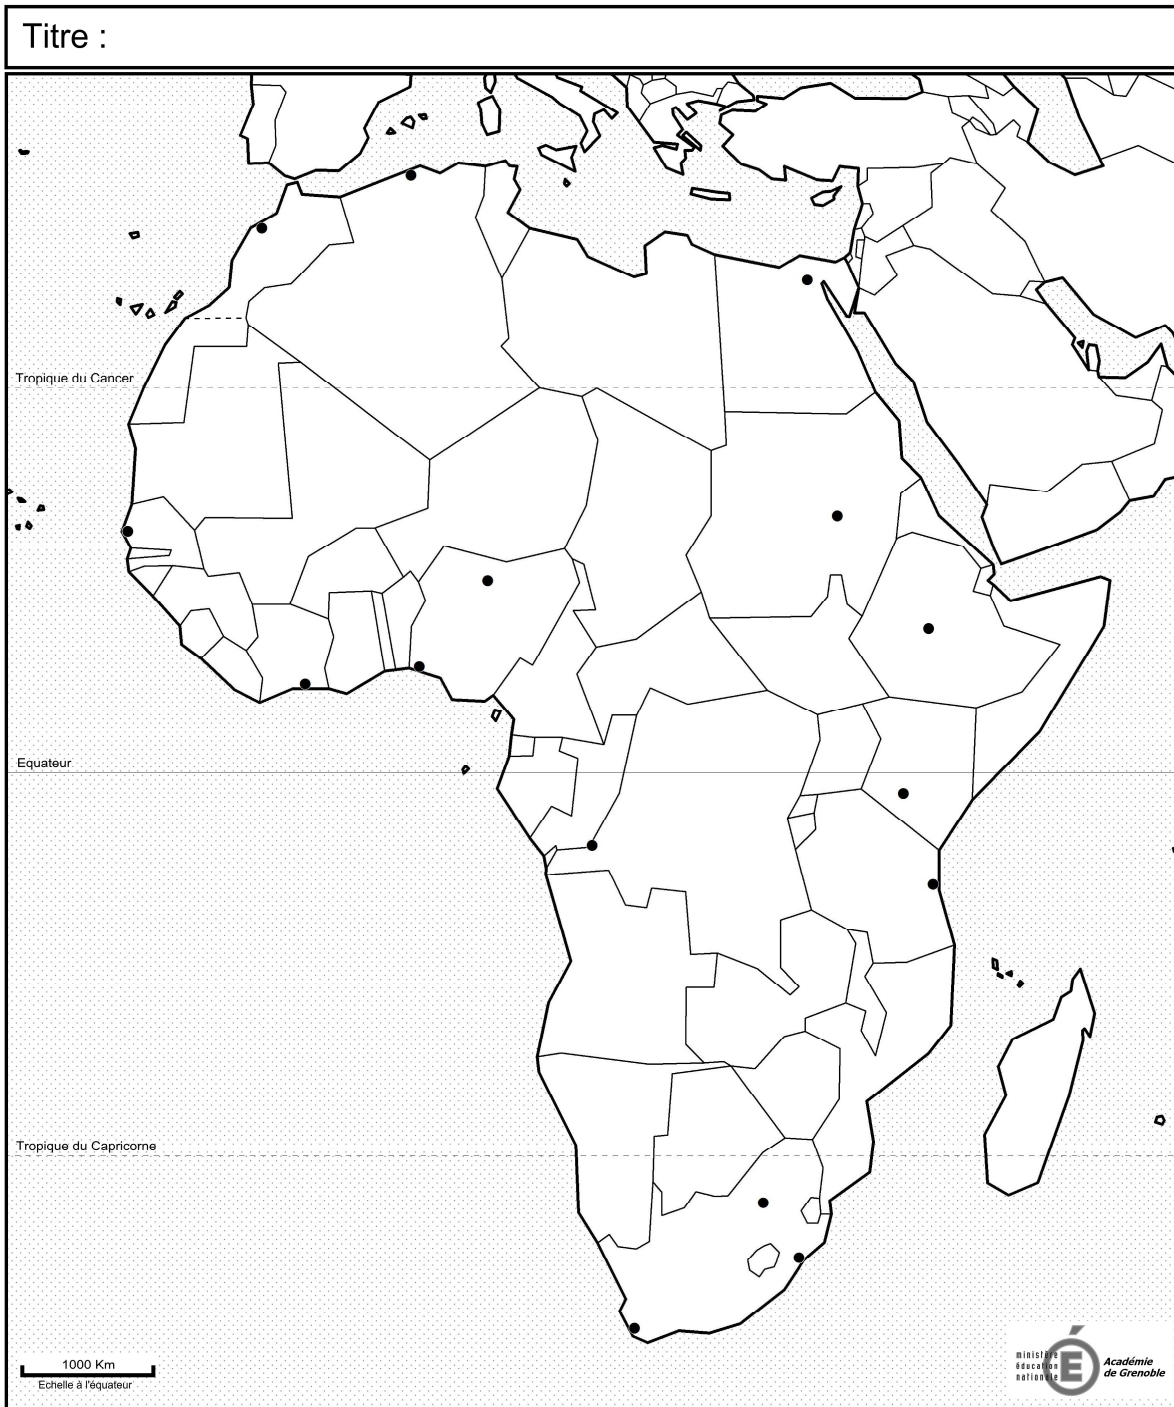 Titre :
Tropique du Cancer
Equateur
Tropique du Capricorne
1000 Km
Echelle à l'équateur
ministère
éducation
nationale
É
Académie
de Grenoble